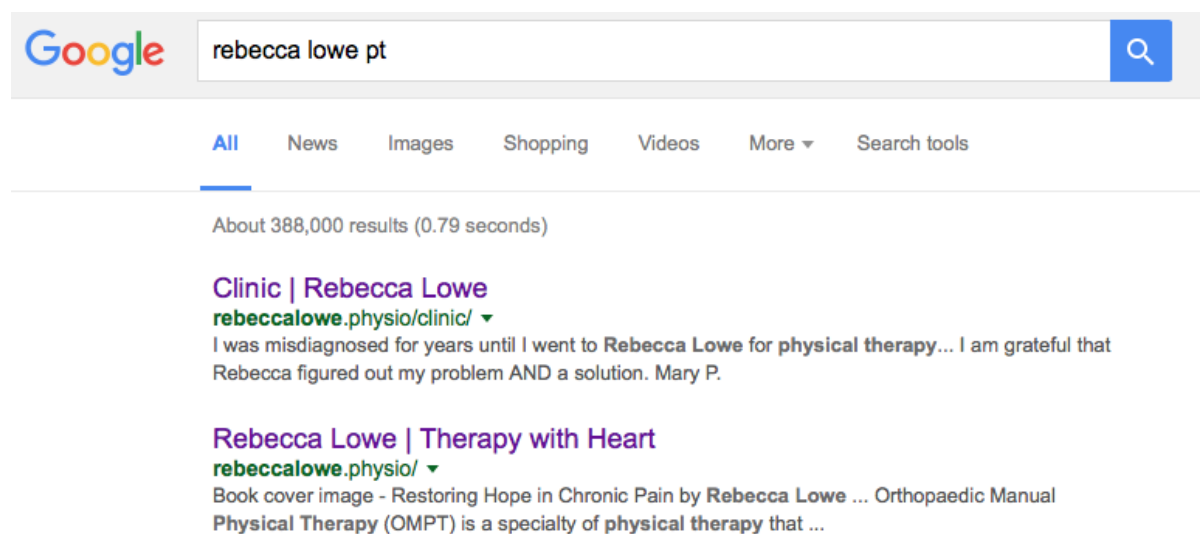 Google rebecca lowe pt
All News Images Shopping Videos More Search tools
About 388,000 results (0.79 seconds)
Clinic | Rebecca Lowe
rebeccalowe.physio/clinic/
I was misdiagnosed for years until I went to Rebecca Lowe for physical therapy... I am grateful that
Rebecca figured out my problem AND a solution. Mary P.
Rebecca Lowe | Therapy with Heart
rebeccalowe.physio/
Book cover image - Restoring Hope in Chronic Pain by Rebecca Lowe ... Orthopaedic Manual
Physical Therapy (OMPT) is a specialty of physical therapy that ...